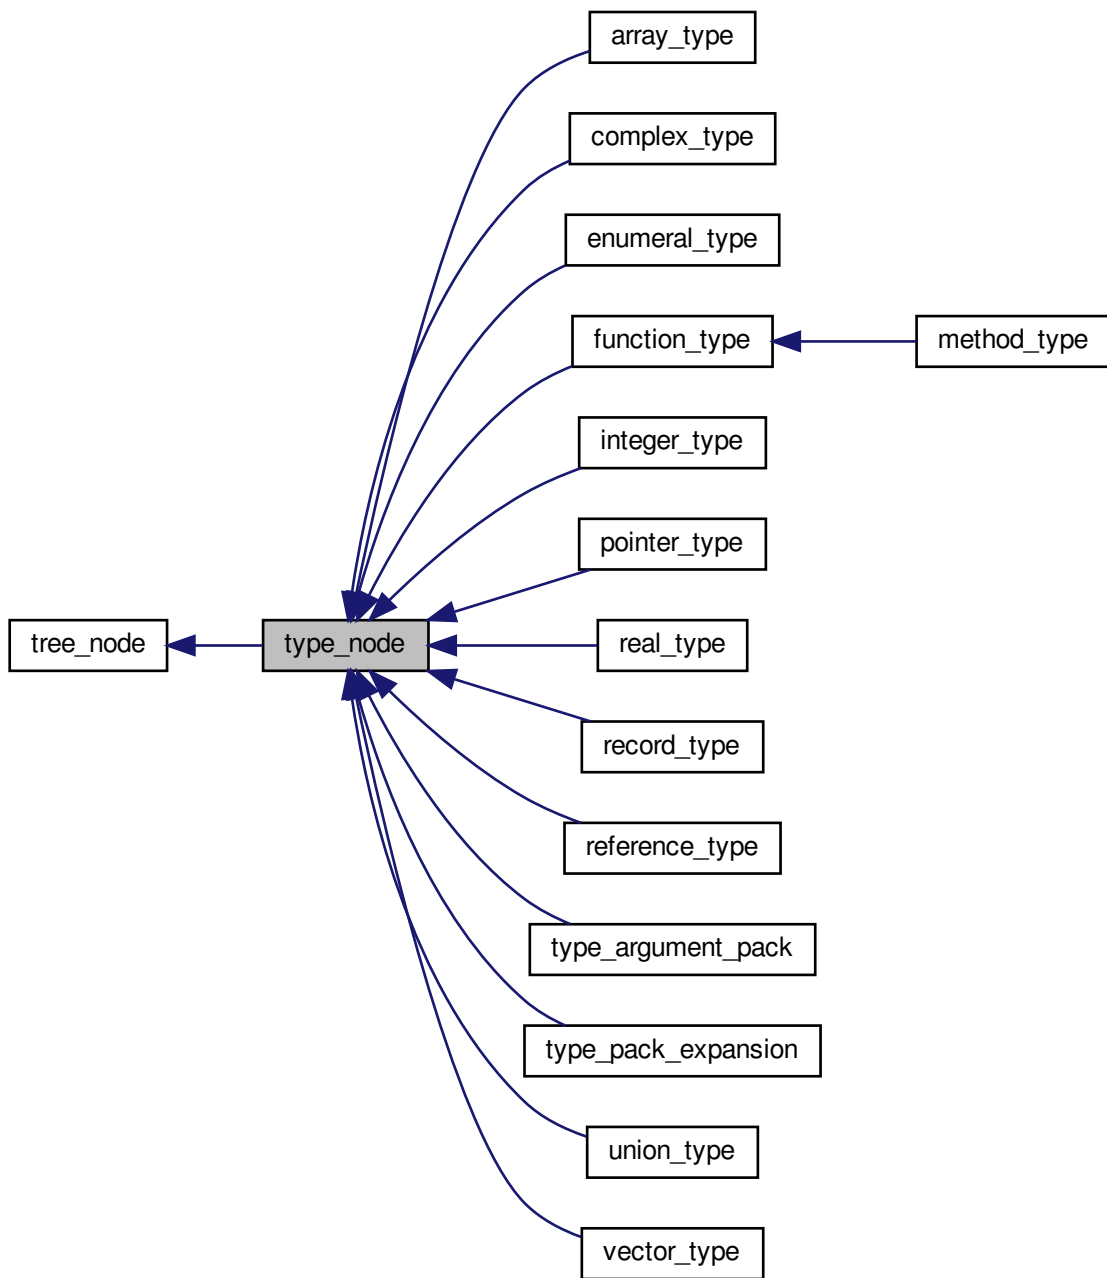 array_type
complex_type
enumeral_type
function_type
method_type
integer_type
pointer_type
tree_node
type_node
real_type
record_type
reference_type
type_argument_pack
type_pack_expansion
union_type
vector_type